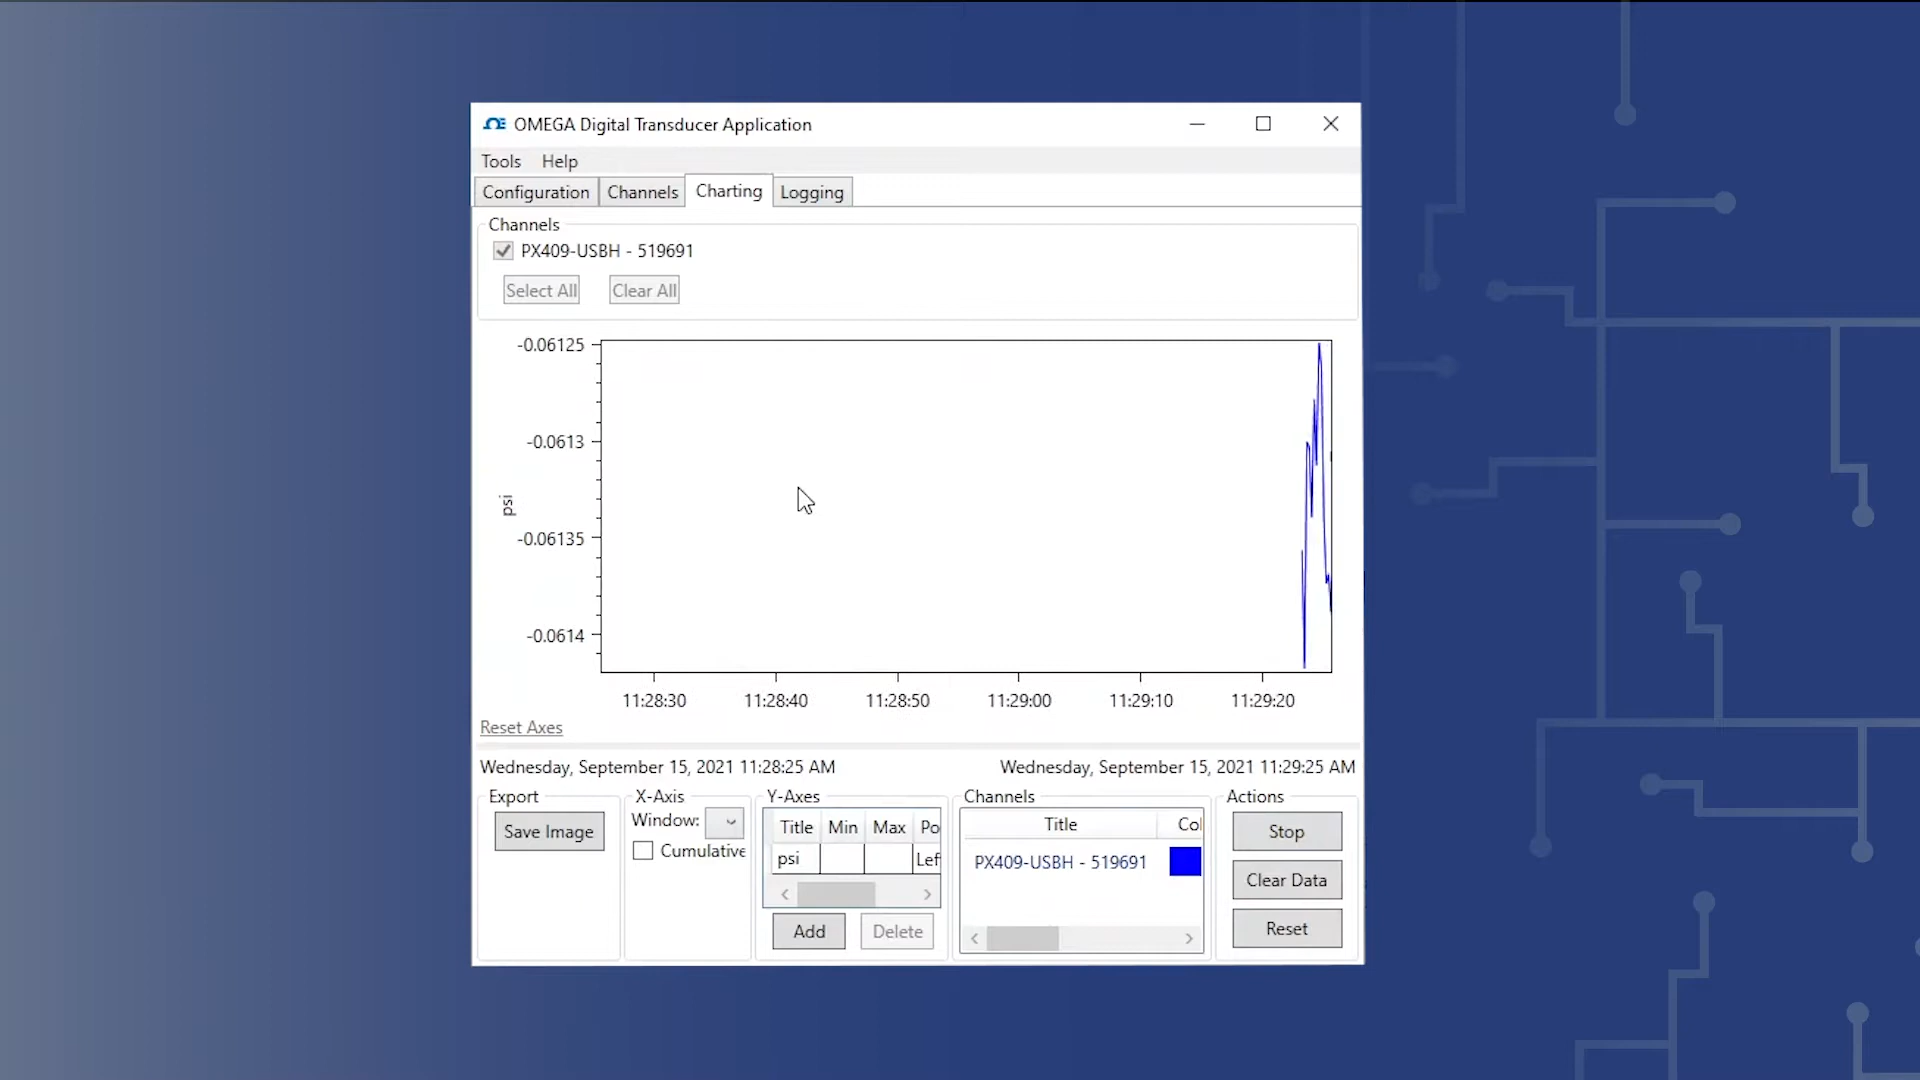 OMEGA Digital Transducer Application
Tools Help
Configuration Channels Charting Logging
Channels
PX409-USBH - 519691
Select All Clear All
-0.06125
-0.0613
-0.06135
-0.0614
psi
11:28:30 11:28:40 11:28:50 11:29:00 11:29:10 11:29:20
Reset Axes
Wednesday, September 15, 2021 11:28:25 AM Wednesday, September 15, 2021 11:29:25 AM
Export
Save Image
X-Axis
Window:
Cumulative
Y-Axes
Title Min Max Po
psi Lef
Add Delete
Channels
Title Col
PX409-USBH - 519691
Actions
Stop
Clear Data
Reset